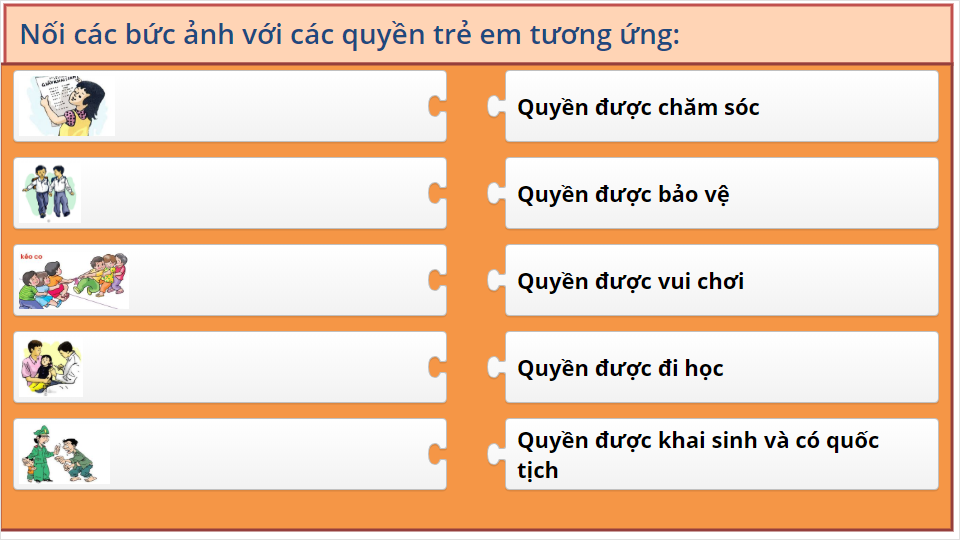 Nối các bức ảnh với các quyền trẻ em tương ứng:
Quyền được chăm sóc
Quyền được bảo vệ
kéo co
Quyền được vui chơi
Quyền được đi học
Quyền được khai sinh và có quốc
tịch